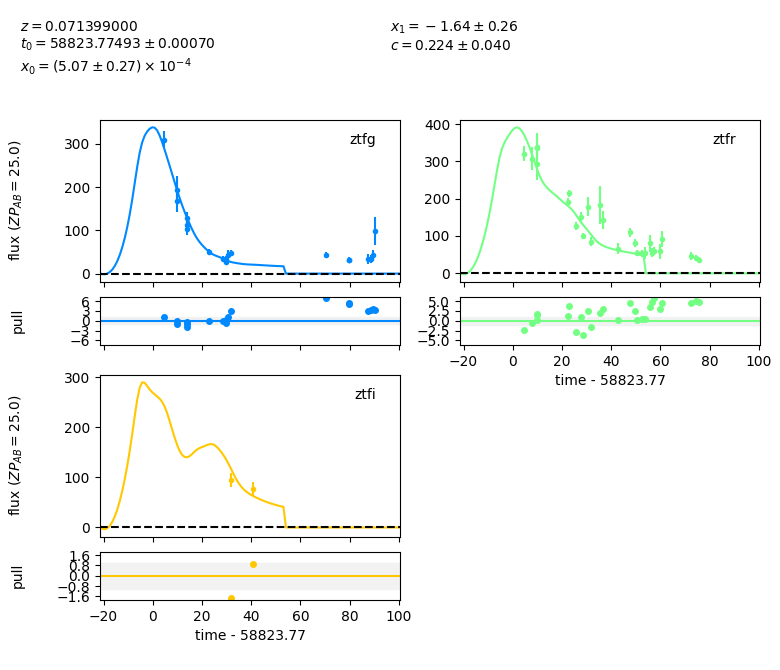 z = 0.071399000
t₀ = 58823.77493 ± 0.00070
x₀ = (5.07 ± 0.27) × 10⁻⁴
x₁ = −1.64 ± 0.26
c = 0.224 ± 0.040
ztfg
flux (ZP_AB = 25.0)
300
200
100
0
ztfr
400
300
200
100
0
pull
6
3
0
−3
−6
5.0
2.5
0.0
−2.5
−5.0
−20 0 20 40 60 80 100
time - 58823.77
ztfi
flux (ZP_AB = 25.0)
300
200
100
0
pull
1.6
0.8
0.0
−0.8
−1.6
−20 0 20 40 60 80 100
time - 58823.77